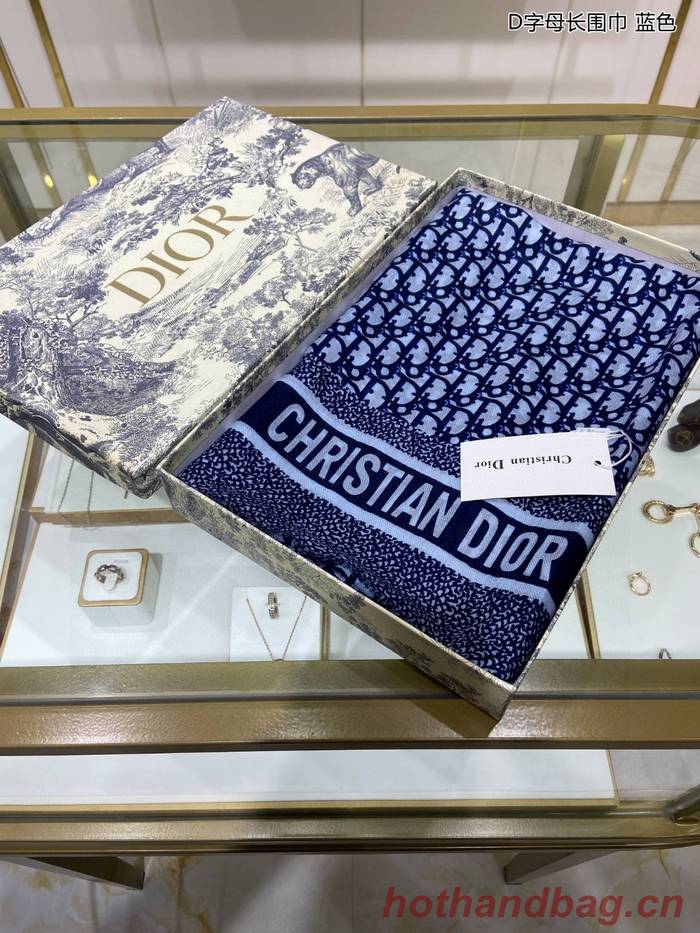 D字母长围巾 蓝色
DIOR
CHRISTIAN DIOR
Christian Dior
hothandbag.cn